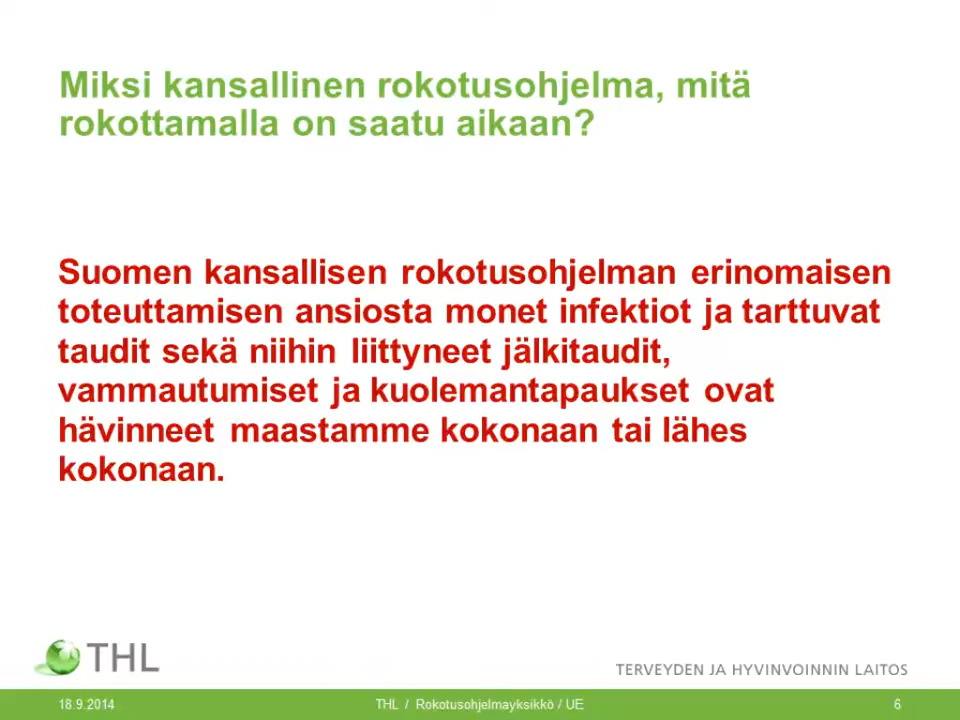 Miksi kansallinen rokotusohjelma, mitä
rokottamalla on saatu aikaan?
Suomen kansallisen rokotusohjelman erinomaisen
toteuttamisen ansiosta monet infektiot ja tarttuvat
taudit sekä niihin liittyneet jälkitaudit,
vammautumiset ja kuolemantapaukset ovat
hävinneet maastamme kokonaan tai lähes
kokonaan.
THL
TERVEYDEN JA HYVINVOINNIN LAITOS
18.9.2014 THL / Rokotusohjelmayksikkö / UE 6